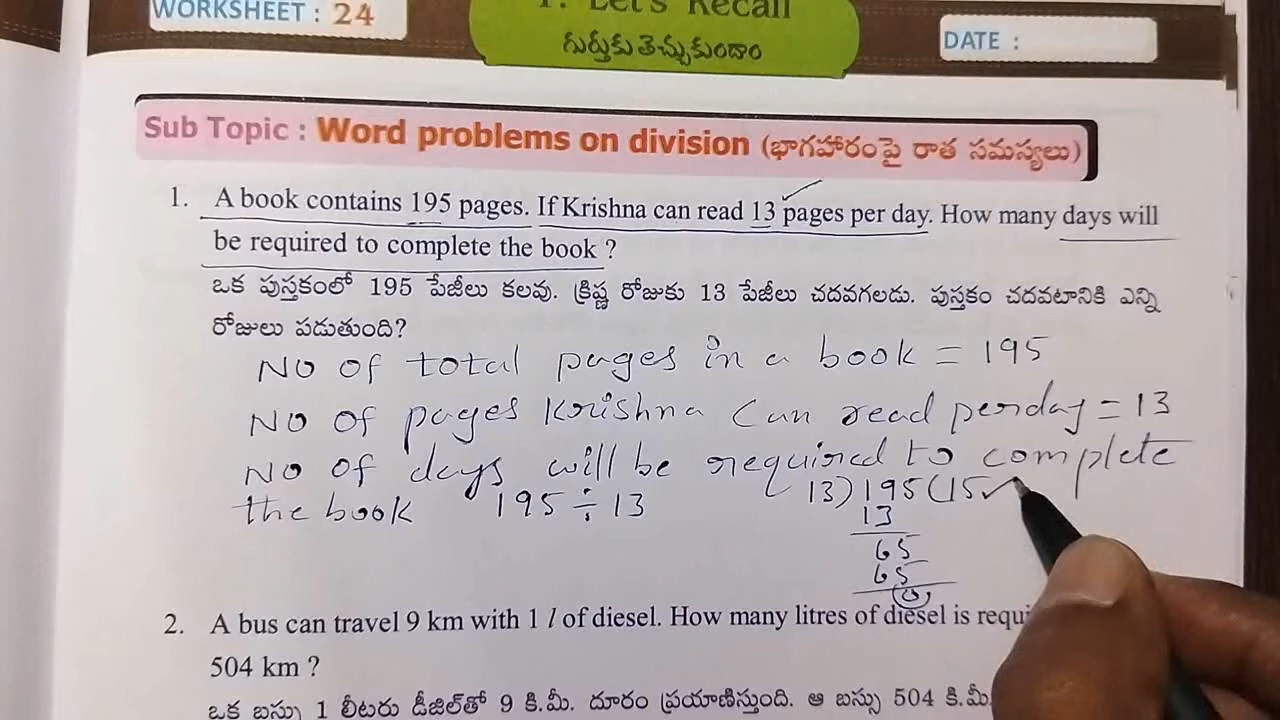 WORKSHEET : 24
1. Let's Recall
గుర్తుకు తెచ్చుకుందాం
DATE :
Sub Topic : Word problems on division (భాగహారంపై రాత సమస్యలు)
1. A book contains 195 pages. If Krishna can read 13 pages per day. How many days will
be required to complete the book ?
ఒక పుస్తకంలో 195 పేజీలు కలవు. క్రిష్ణ రోజుకు 13 పేజీలు చదవగలడు. పుస్తకం చదవటానికి ఎన్ని
రోజులు పడుతుంది?
No of total pages in a book = 195
No of pages Krishna can read perday = 13
No of days will be required to complete
the book 195 ÷ 13
13) 195 (15
13
65
65
0
2. A bus can travel 9 km with 1 l of diesel. How many litres of diesel is
504 km ?
ఒక బస్సు 1 లీటరు డీజిల్‌తో 9 కి.మీ. దూరం ప్రయాణిస్తుంది. ఆ బస్సు 504 కి.మీ.